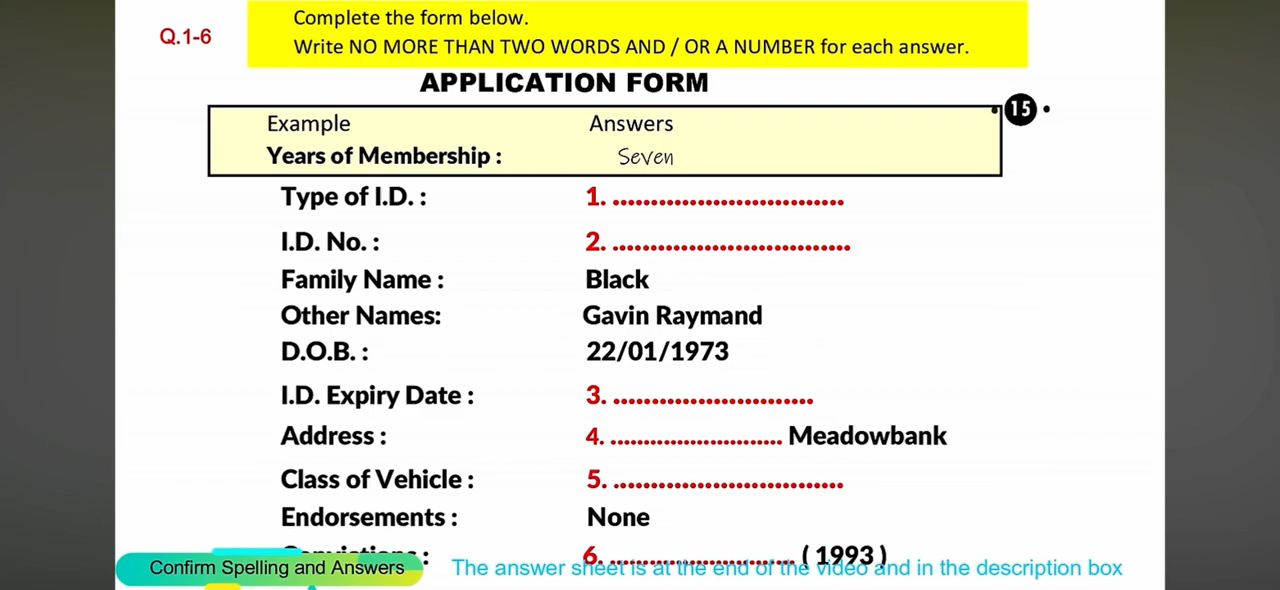 Q.1-6
Complete the form below.
Write NO MORE THAN TWO WORDS AND / OR A NUMBER for each answer.
APPLICATION FORM
15
Example Answers
Years of Membership : Seven
Type of I.D. : 1. ..............................
I.D. No. : 2. ................................
Family Name : Black
Other Names: Gavin Raymand
D.O.B. : 22/01/1973
I.D. Expiry Date : 3. ..........................
Address : 4. ....................... Meadowbank
Class of Vehicle : 5. ..............................
Endorsements : None
Convictions : 6. ........................ ( 1993 )
Confirm Spelling and Answers
The answer sheet is at the end of the video and in the description box